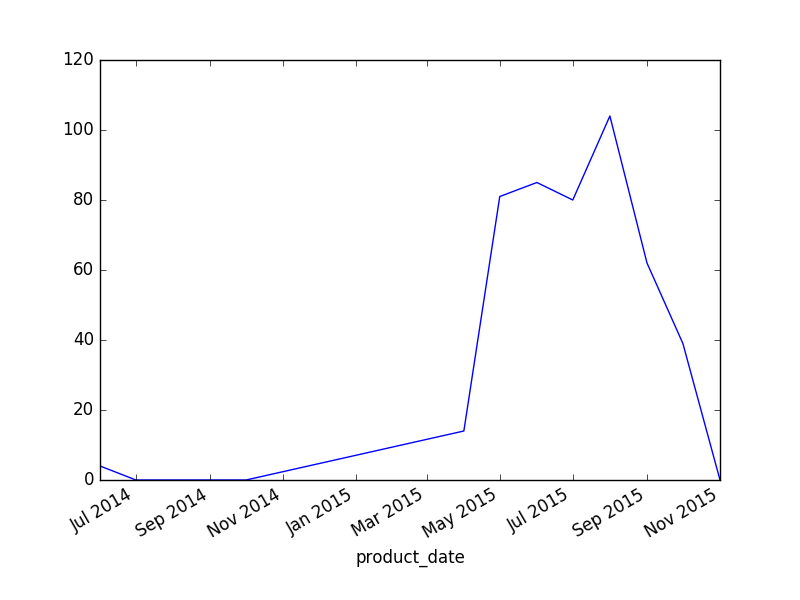 120
100
80
60
40
20
0
Jul 2014
Sep 2014
Nov 2014
Jan 2015
Mar 2015
May 2015
Jul 2015
Sep 2015
Nov 2015
product_date